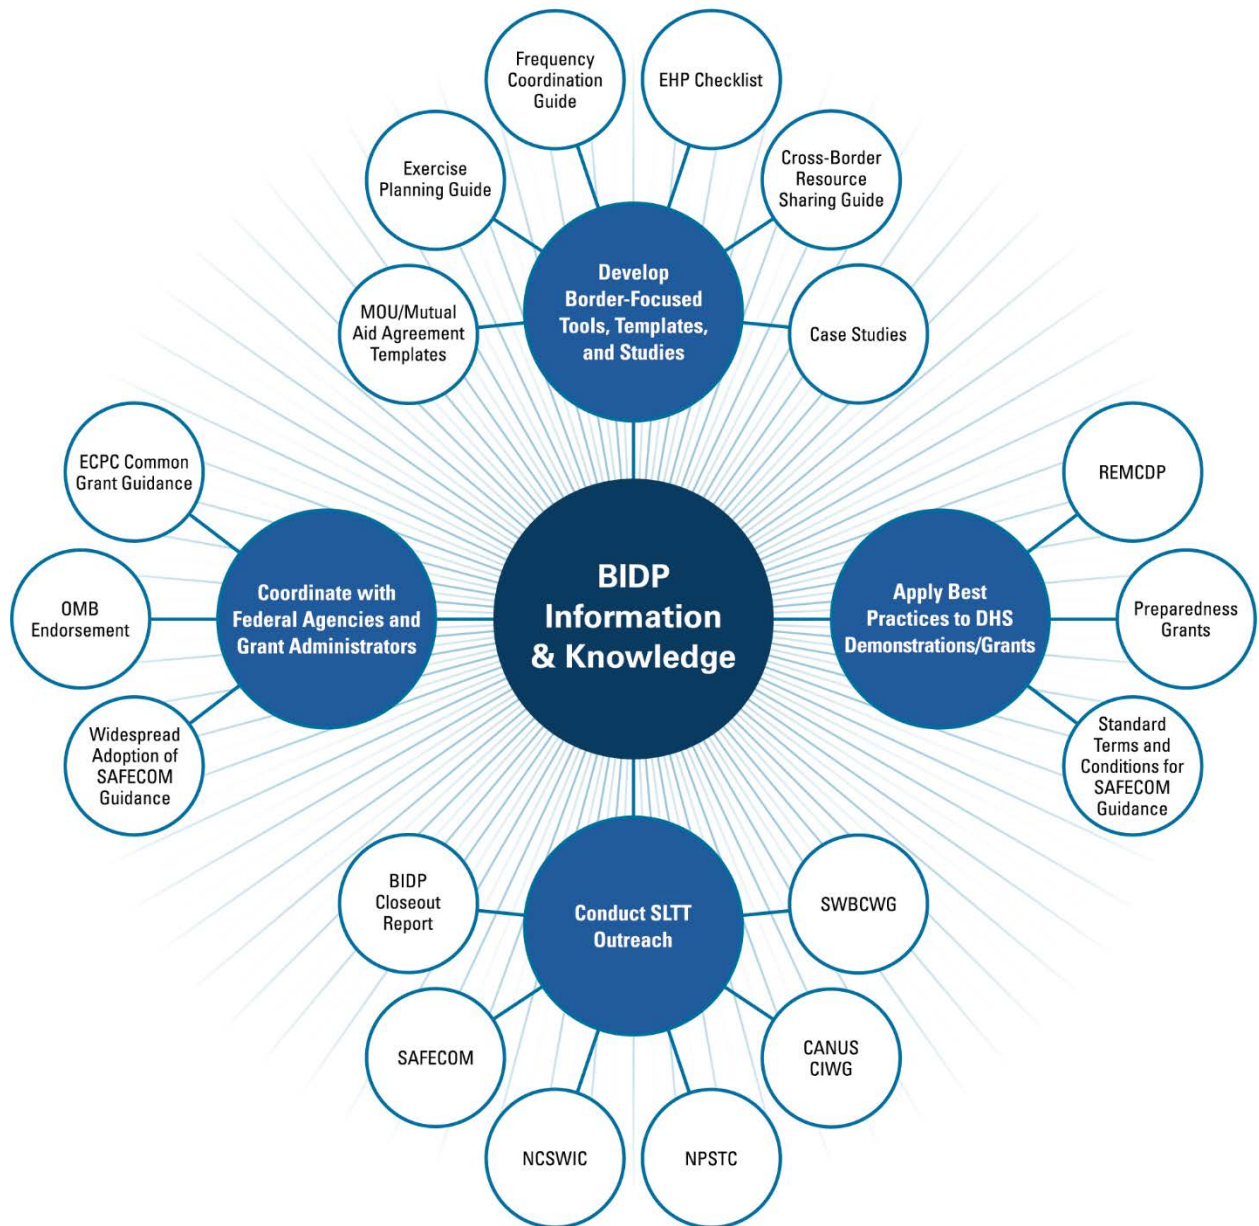 Frequency
Coordination
Guide
EHP Checklist
Exercise
Planning Guide
Cross-Border
Resource
Sharing Guide
MOU/Mutual
Aid Agreement
Templates
Develop
Border-Focused
Tools, Templates,
and Studies
Case Studies
ECPC Common
Grant Guidance
OMB
Endorsement
Widespread
Adoption of
SAFECOM
Guidance
Coordinate with
Federal Agencies and
Grant Administrators
BIDP
Information
& Knowledge
Apply Best
Practices to DHS
Demonstrations/Grants
REMCDP
Preparedness
Grants
Standard
Terms and
Conditions for
SAFECOM
Guidance
BIDP
Closeout
Report
Conduct SLTT
Outreach
SWBCWG
SAFECOM
CANUS
CIWG
NCSWIC
NPSTC